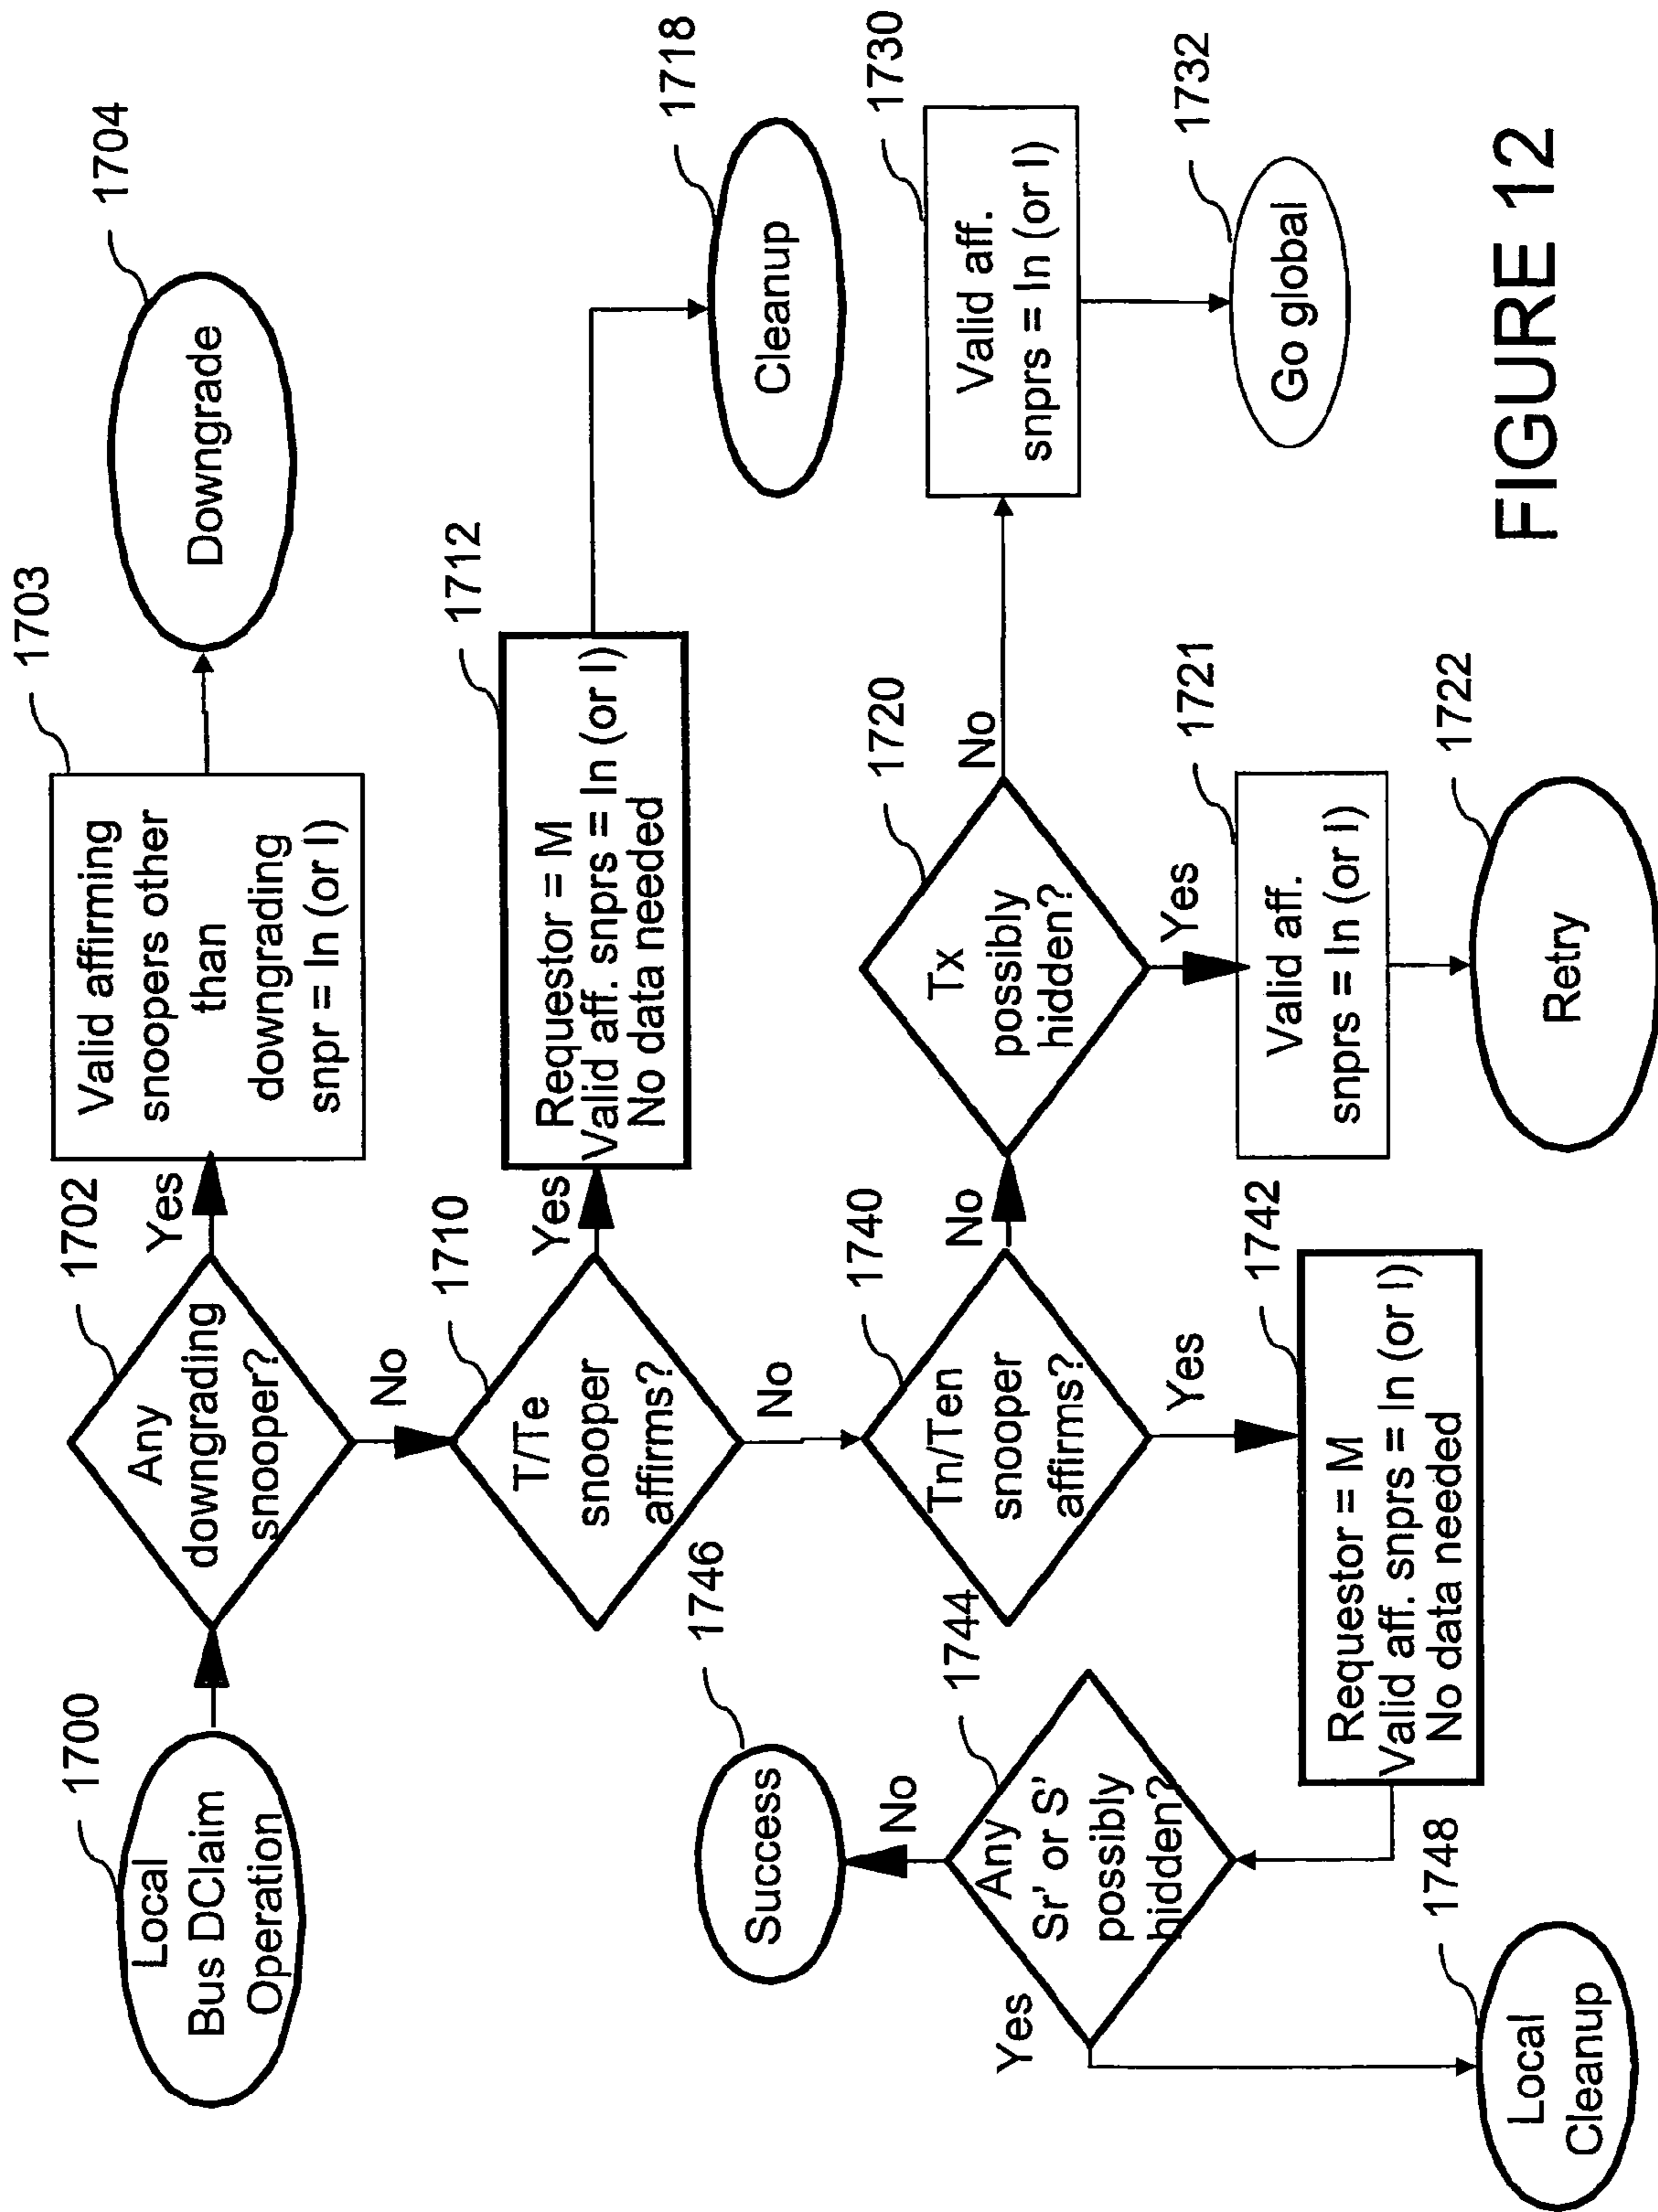 1700
Local
Bus DClaim
Operation
1702
Any
downgrading
snooper?
Yes
No
1703
Valid affirming
snoopers other
than
downgrading
snpr = In (or I)
1704
Downgrade
1710
T/Te
snooper
affirms?
Yes
No
1712
Requestor = M
Valid aff. snprs = In (or I)
No data needed
1718
Cleanup
1740
Tn/Ten
snooper
affirms?
No
Yes
1720
Tx
possibly
hidden?
No
Yes
1730
Valid aff.
snprs = In (or I)
1732
Go global
1721
Valid aff.
snprs = In (or I)
1722
Retry
1742
Requestor = M
Valid aff. snprs = In (or I)
No data needed
1744
Any
Sr' or S'
possibly
hidden?
No
Yes
1746
Success
1748
Local
Cleanup
FIGURE 12